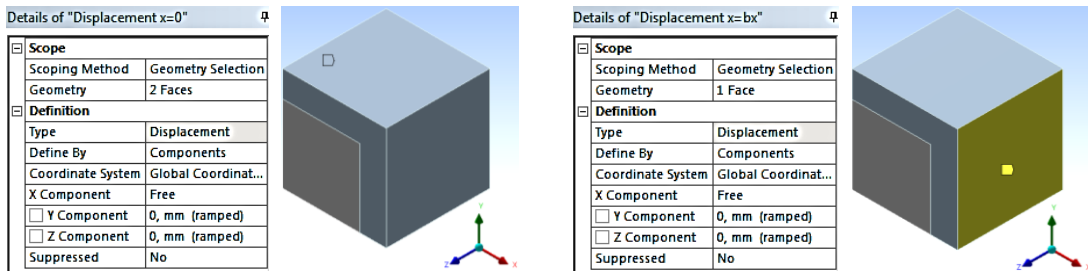 Details of "Displacement x=0"
Scope
Scoping Method Geometry Selection
Geometry 2 Faces
Definition
Type Displacement
Define By Components
Coordinate System Global Coordinat...
X Component Free
Y Component 0, mm (ramped)
Z Component 0, mm (ramped)
Suppressed No
Y
Z
X
Details of "Displacement x=bx"
Scope
Scoping Method Geometry Selection
Geometry 1 Face
Definition
Type Displacement
Define By Components
Coordinate System Global Coordinat...
X Component Free
Y Component 0, mm (ramped)
Z Component 0, mm (ramped)
Suppressed No
Y
Z
X